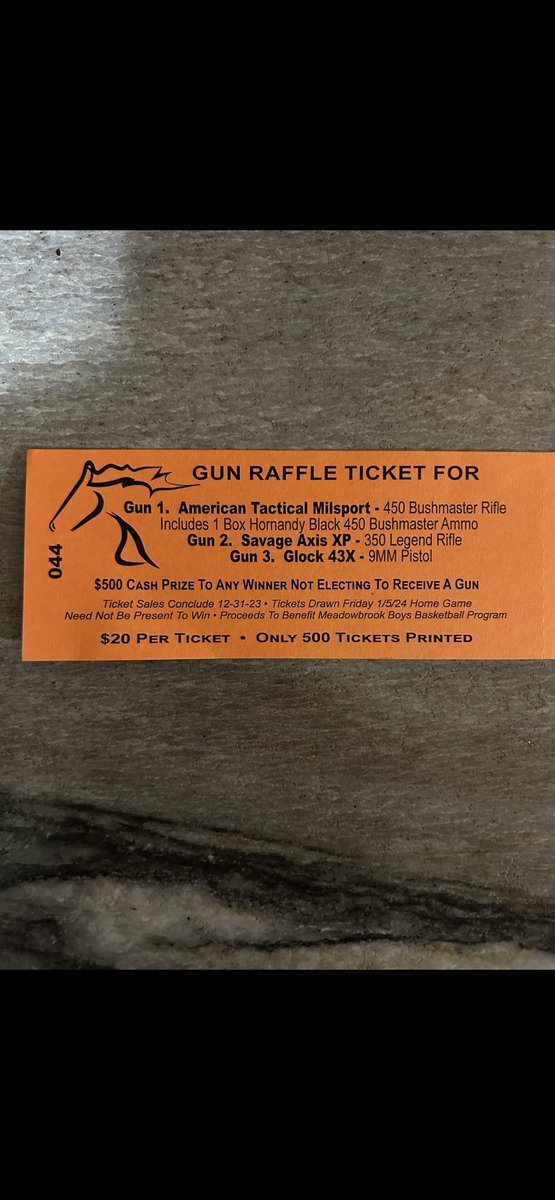 GUN RAFFLE TICKET FOR
Gun 1. American Tactical Milsport - 450 Bushmaster Rifle
Includes 1 Box Hornandy Black 450 Bushmaster Ammo
Gun 2. Savage Axis XP - 350 Legend Rifle
Gun 3. Glock 43X - 9MM Pistol
044
$500 CASH PRIZE TO ANY WINNER NOT ELECTING TO RECEIVE A GUN
Ticket Sales Conclude 12-31-23 • Tickets Drawn Friday 1/5/24 Home Game
Need Not Be Present To Win • Proceeds To Benefit Meadowbrook Boys Basketball Program
$20 PER TICKET • ONLY 500 TICKETS PRINTED